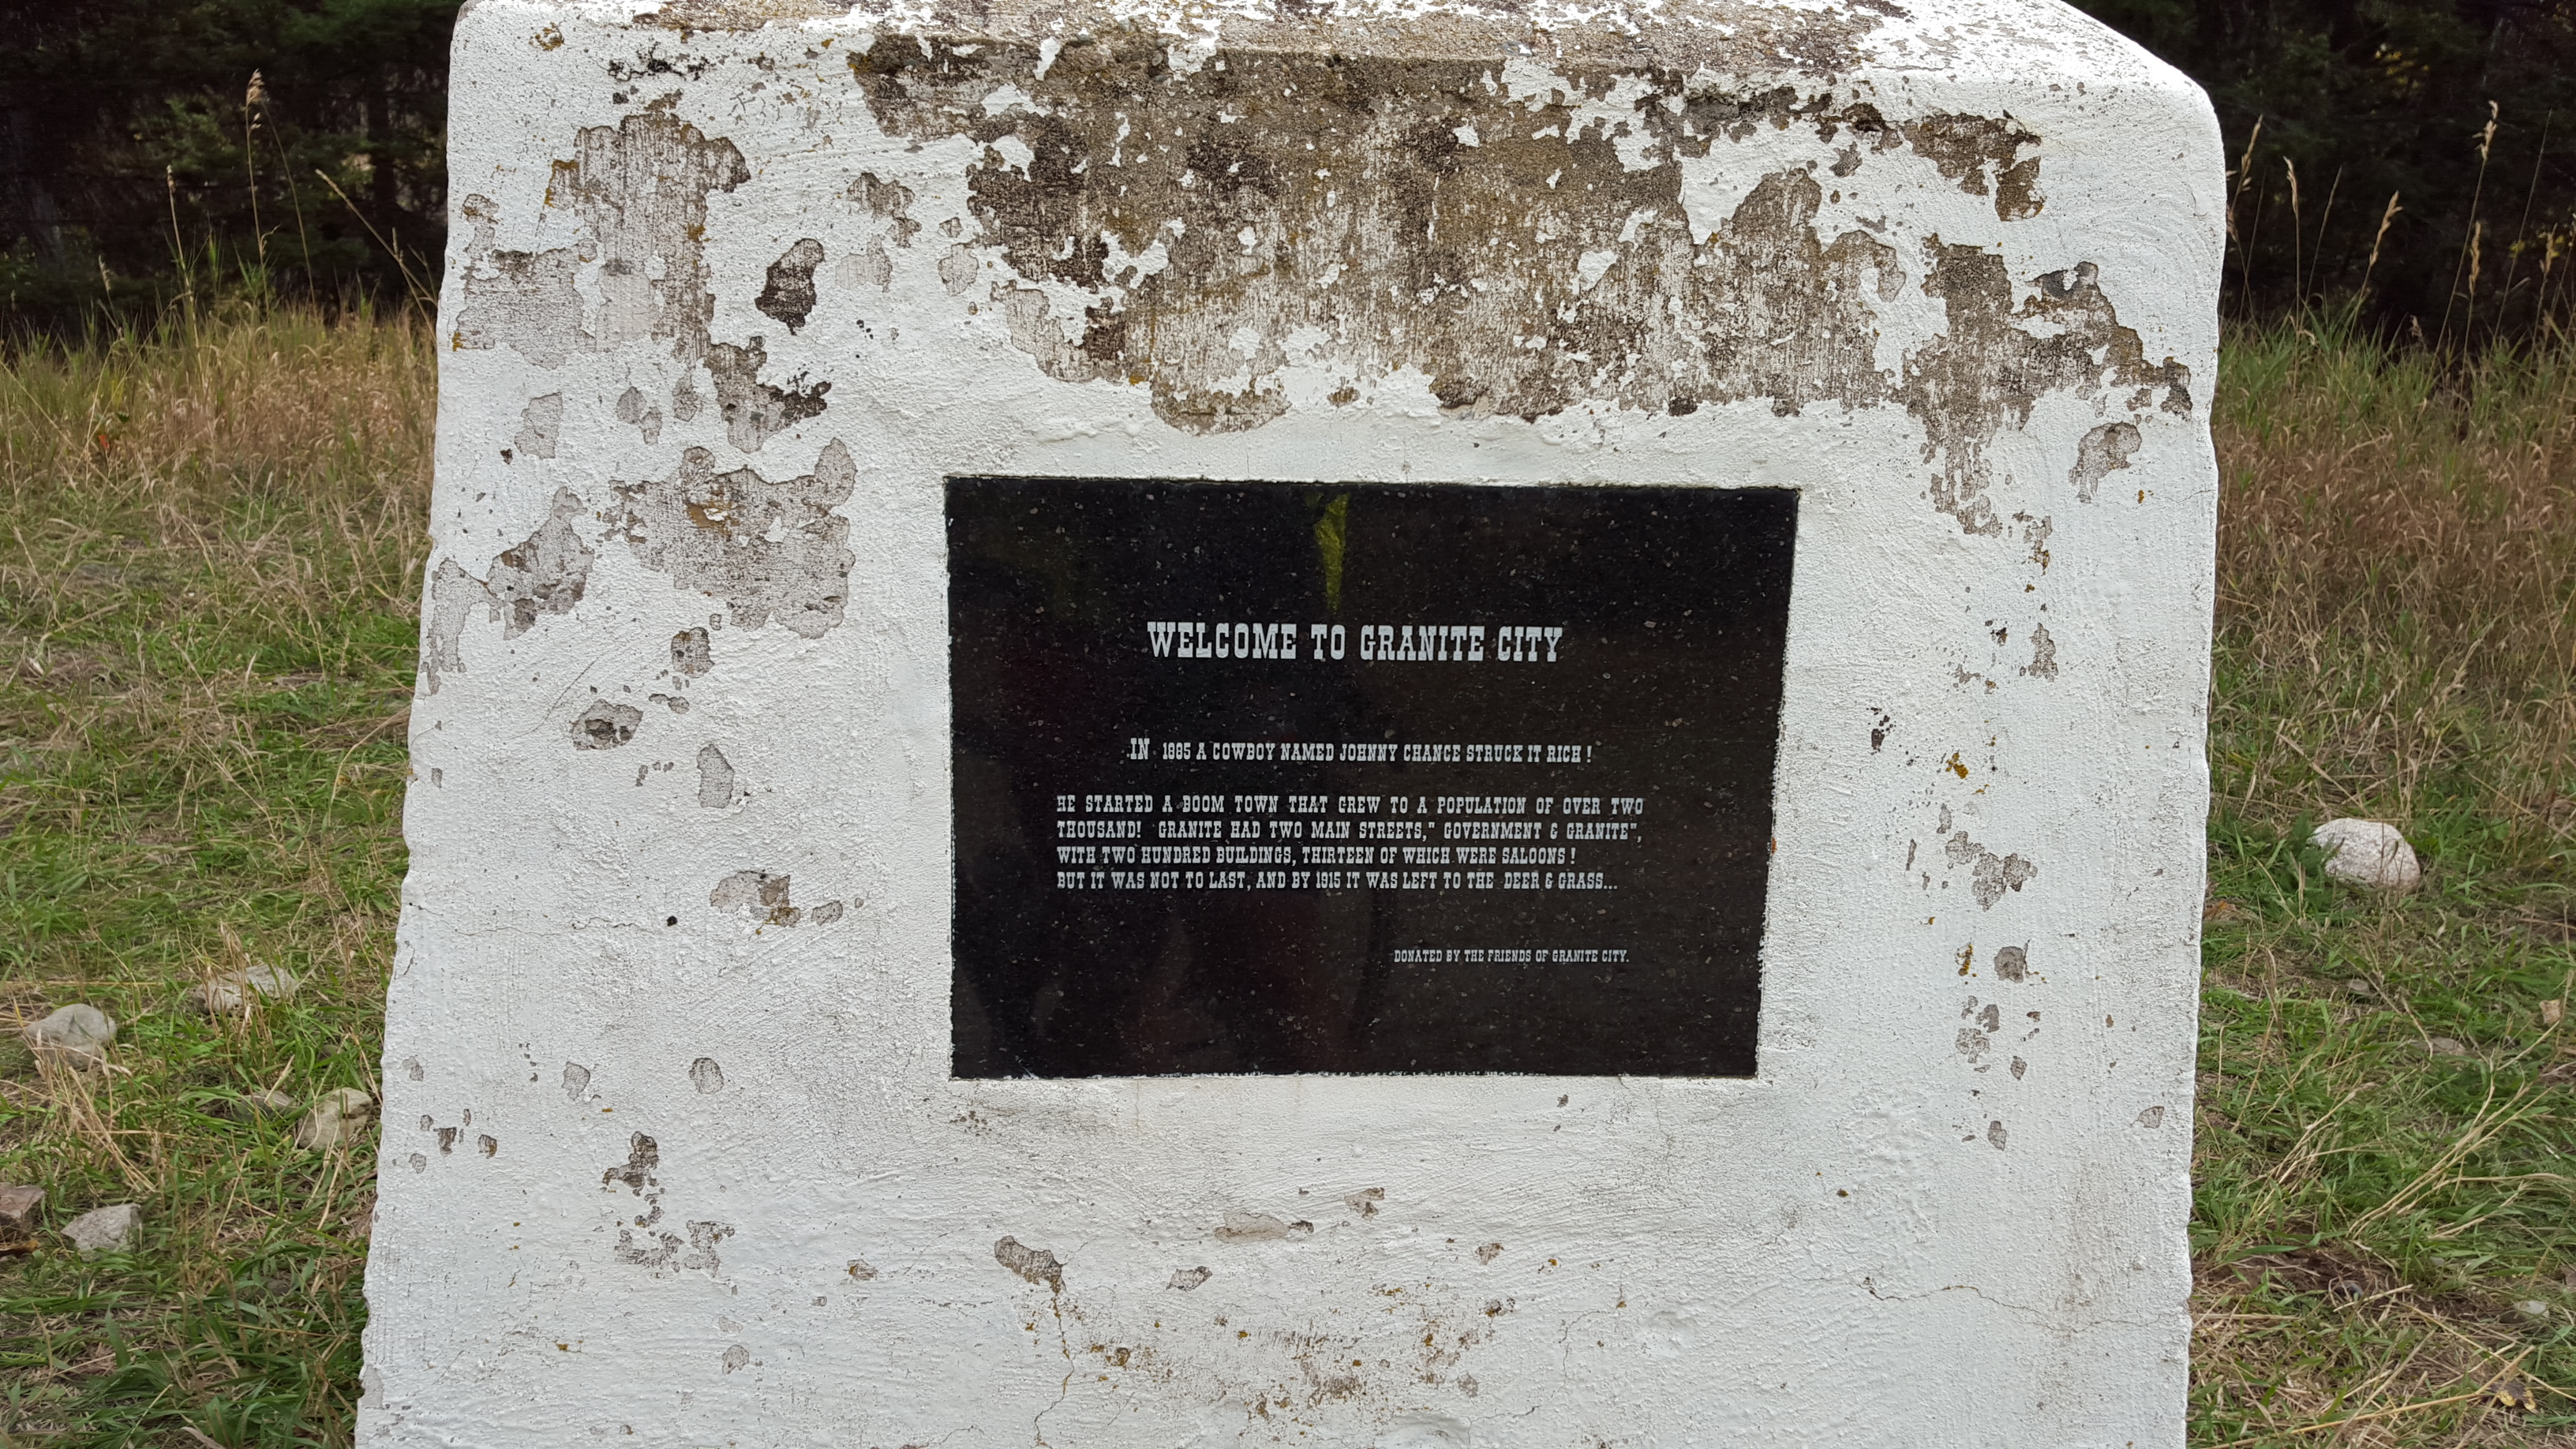 WELCOME TO GRANITE CITY
IN 1885 A COWBOY NAMED JOHNNY CHANCE STRUCK IT RICH !
HE STARTED A BOOM TOWN THAT GREW TO A POPULATION OF OVER TWO
THOUSAND! GRANITE HAD TWO MAIN STREETS," GOVERNMENT & GRANITE",
WITH TWO HUNDRED BUILDINGS, THIRTEEN OF WHICH WERE SALOONS !
BUT IT WAS NOT TO LAST, AND BY 1915 IT WAS LEFT TO THE DEER & GRASS...
DONATED BY THE FRIENDS OF GRANITE CITY.